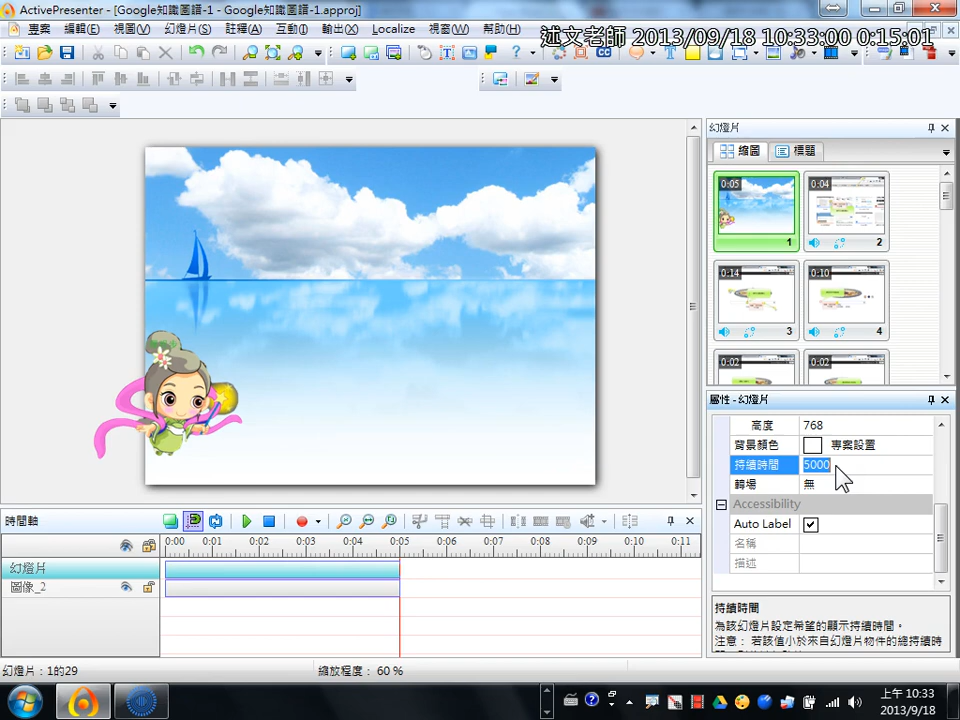 ActivePresenter - [Google知識圖譜-1 - Google知識圖譜-1.approj]
專案 編輯(E) 視圖(V) 幻燈片(S) 註釋(A) 互動(I) 輸出(X) Localize 視窗(W) 幫助(H)
述文老師 2013/09/18 10:33:00 0:15:01
幻燈片
縮圖 標題
0:05 0:04
1 2
0:14 0:10
3 4
0:02 0:02
屬性 - 幻燈片
高度 768
背景顏色 專案設置
持續時間 5000
轉場 無
Accessibility
Auto Label
名稱
描述
持續時間
為該幻燈片設定希望的顯示持續時間。
注意： 若該值小於來自幻燈片物件的總持續時
時間軸
0:00 0:01 0:02 0:03 0:04 0:05 0:06 0:07 0:08 0:09 0:10 0:11
幻燈片
圖像_2
幻燈片：1的29 縮放程度： 60 %
上午 10:33
2013/9/18